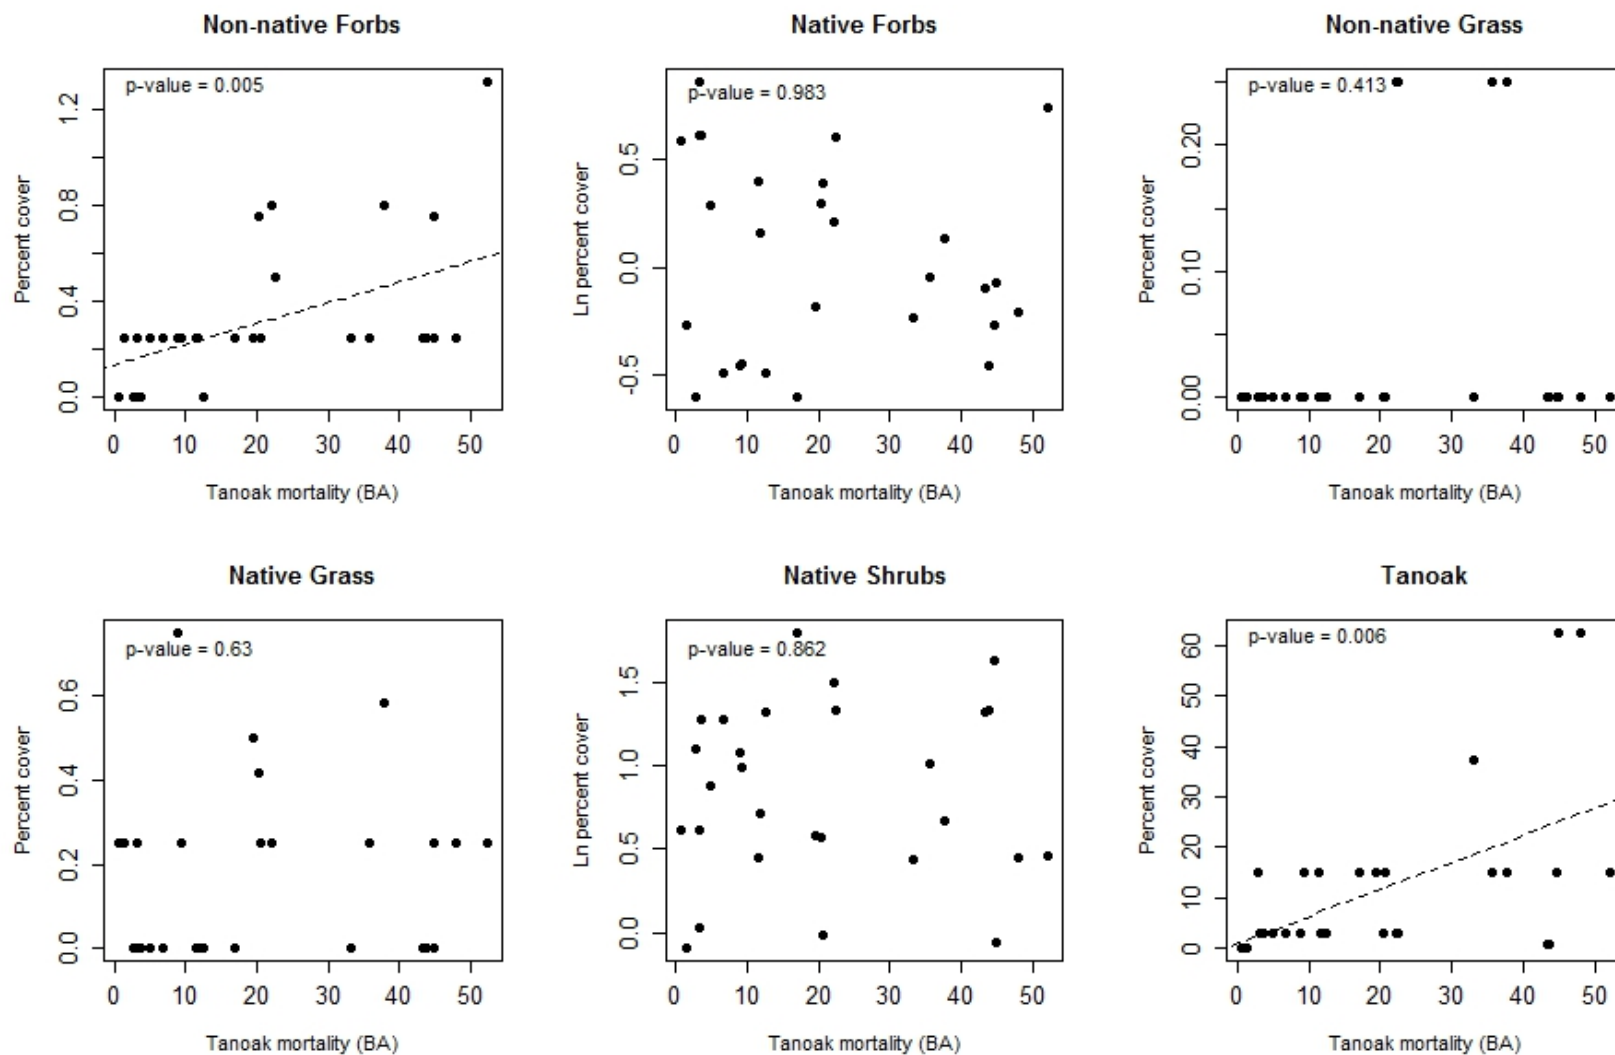 Non-native Forbs
p-value = 0.005
Percent cover
0.0 0.4 0.8 1.2
0 10 20 30 40 50
Tanoak mortality (BA)
Native Forbs
p-value = 0.983
Ln percent cover
-0.5 0.0 0.5
0 10 20 30 40 50
Tanoak mortality (BA)
Non-native Grass
p-value = 0.413
Percent cover
0.00 0.10 0.20
0 10 20 30 40 50
Tanoak mortality (BA)
Native Grass
p-value = 0.63
Percent cover
0.0 0.2 0.4 0.6
0 10 20 30 40 50
Tanoak mortality (BA)
Native Shrubs
p-value = 0.862
Ln percent cover
0.0 0.5 1.0 1.5
0 10 20 30 40 50
Tanoak mortality (BA)
Tanoak
p-value = 0.006
Percent cover
0 10 20 30 40 50 60
0 10 20 30 40 50
Tanoak mortality (BA)